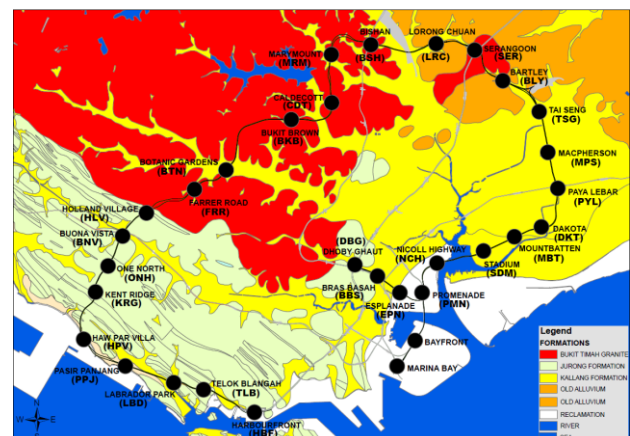 BISHAN
(BSH)
LORONG CHUAN
(LRC)
SERANGOON
(SER)
MARYMOUNT
(MRM)
BARTLEY
(BLY)
CALDECOTT
(CDT)
TAI SENG
(TSG)
BUKIT BROWN
(BKB)
MACPHERSON
(MPS)
BOTANIC GARDENS
(BTN)
PAYA LEBAR
(PYL)
FARRER ROAD
(FRR)
HOLLAND VILLAGE
(HLV)
DAKOTA
(DKT)
BUONA VISTA
(BNV)
MOUNTBATTEN
(MBT)
(DBG)
DHOBY GHAUT
NICOLL HIGHWAY
(NCH)
STADIUM
(SDM)
ONE NORTH
(ONH)
BRAS BASAH
(BBS)
KENT RIDGE
(KRG)
ESPLANADE
(EPN)
PROMENADE
(PMN)
HAW PAR VILLA
(HPV)
BAYFRONT
PASIR PANJANG
(PPJ)
MARINA BAY
LABRADOR PARK
(LBD)
TELOK BLANGAH
(TLB)
HARBOURFRONT
(HBF)
N
W
E
S
Legend
FORMATIONS
BUKIT TIMAH GRANITE
JURONG FORMATION
KALLANG FORMATION
OLD ALLUVIUM
OLD ALLUVIUM
RECLAMATION
RIVER